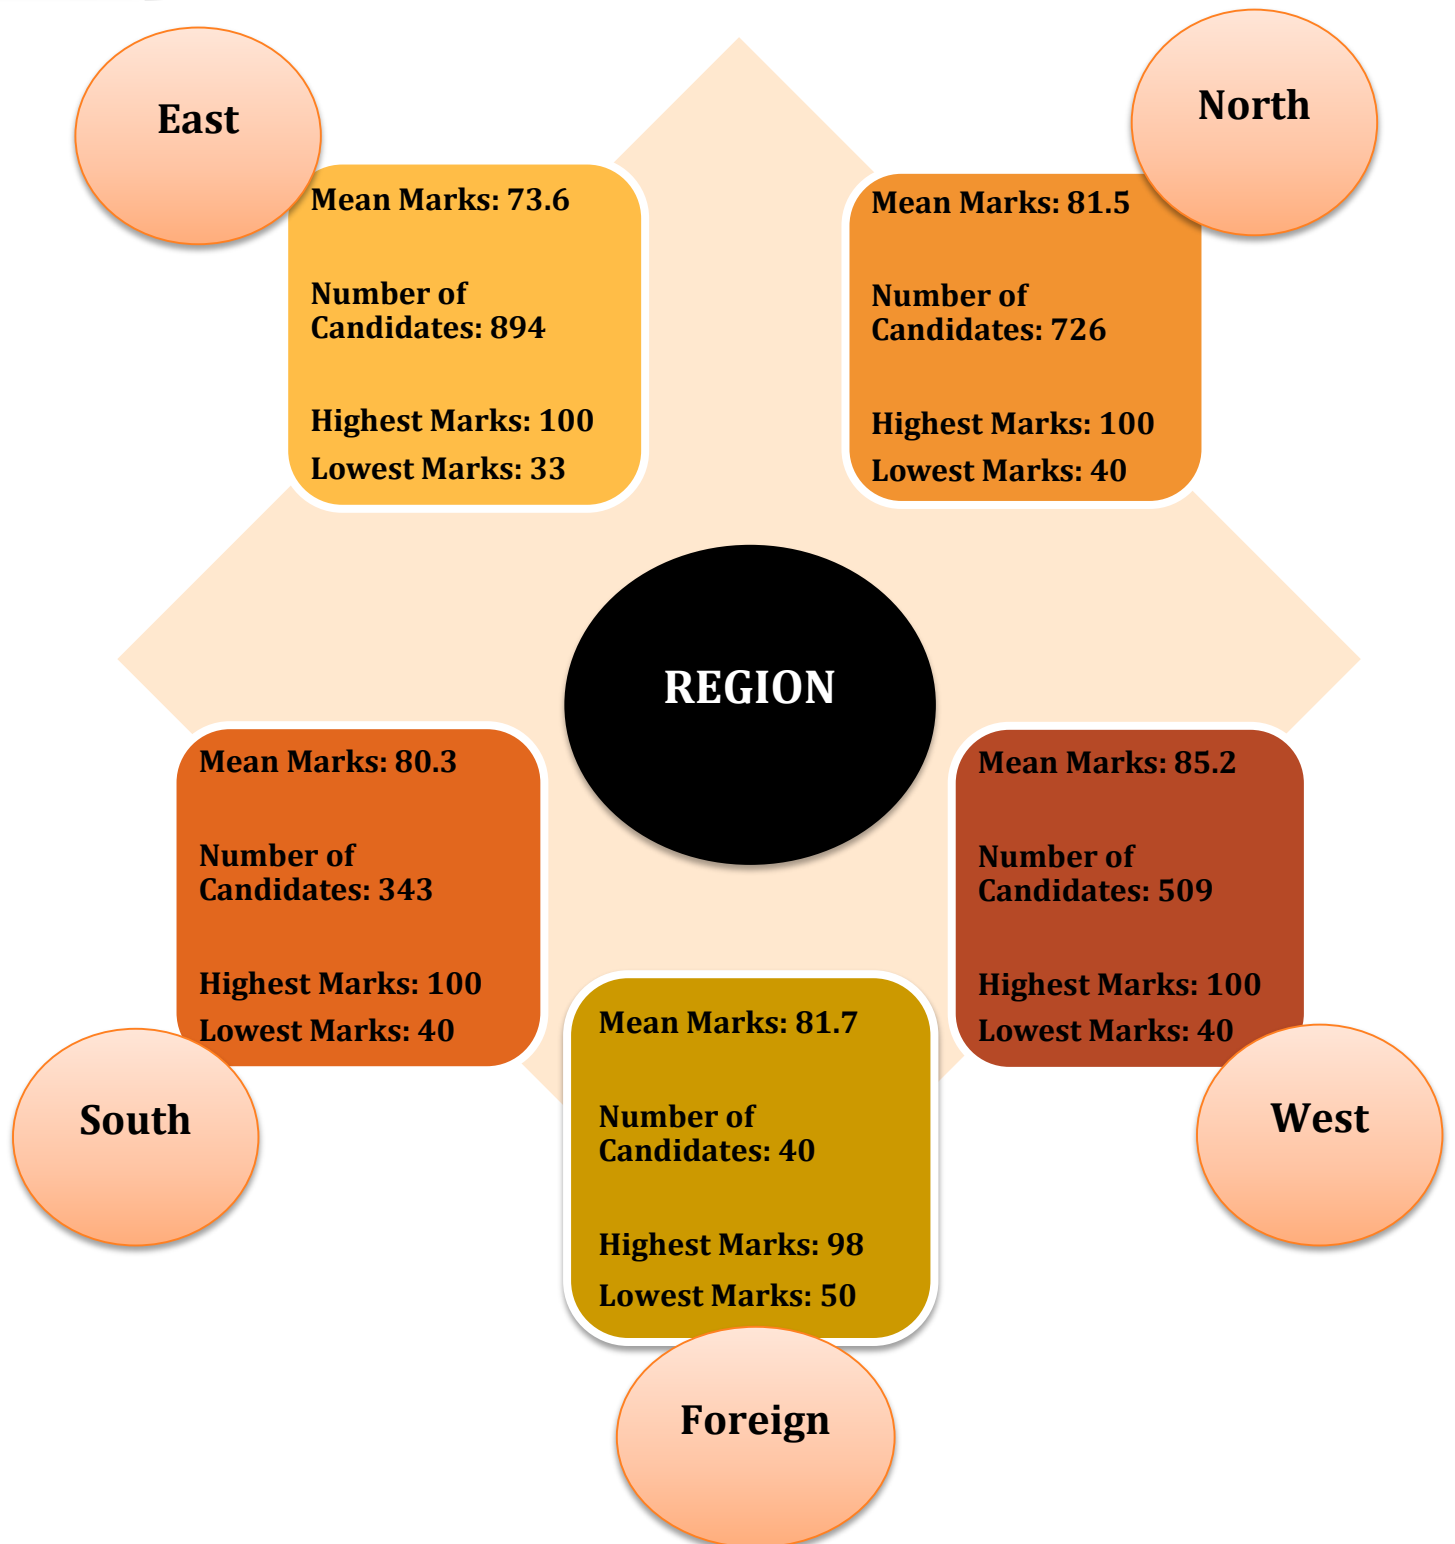 East
Mean Marks: 73.6
Number of
Candidates: 894
Highest Marks: 100
Lowest Marks: 33
North
Mean Marks: 81.5
Number of
Candidates: 726
Highest Marks: 100
Lowest Marks: 40
REGION
Mean Marks: 80.3
Number of
Candidates: 343
Highest Marks: 100
Lowest Marks: 40
South
Mean Marks: 85.2
Number of
Candidates: 509
Highest Marks: 100
Lowest Marks: 40
West
Mean Marks: 81.7
Number of
Candidates: 40
Highest Marks: 98
Lowest Marks: 50
Foreign